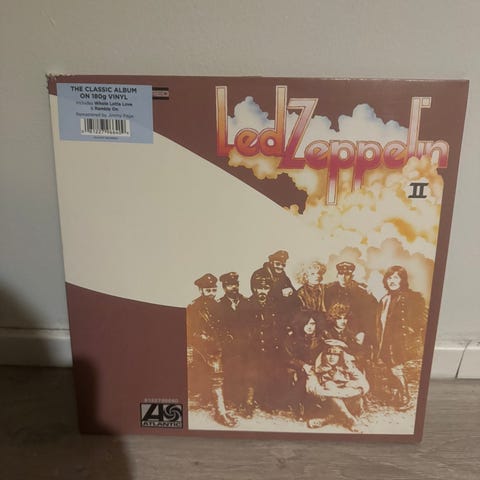 THE CLASSIC ALBUM
ON 180g VINYL
Includes Whole Lotta Love
& Ramble On
Remastered by Jimmy Page
Led Zeppelin
II
ATLANTIC